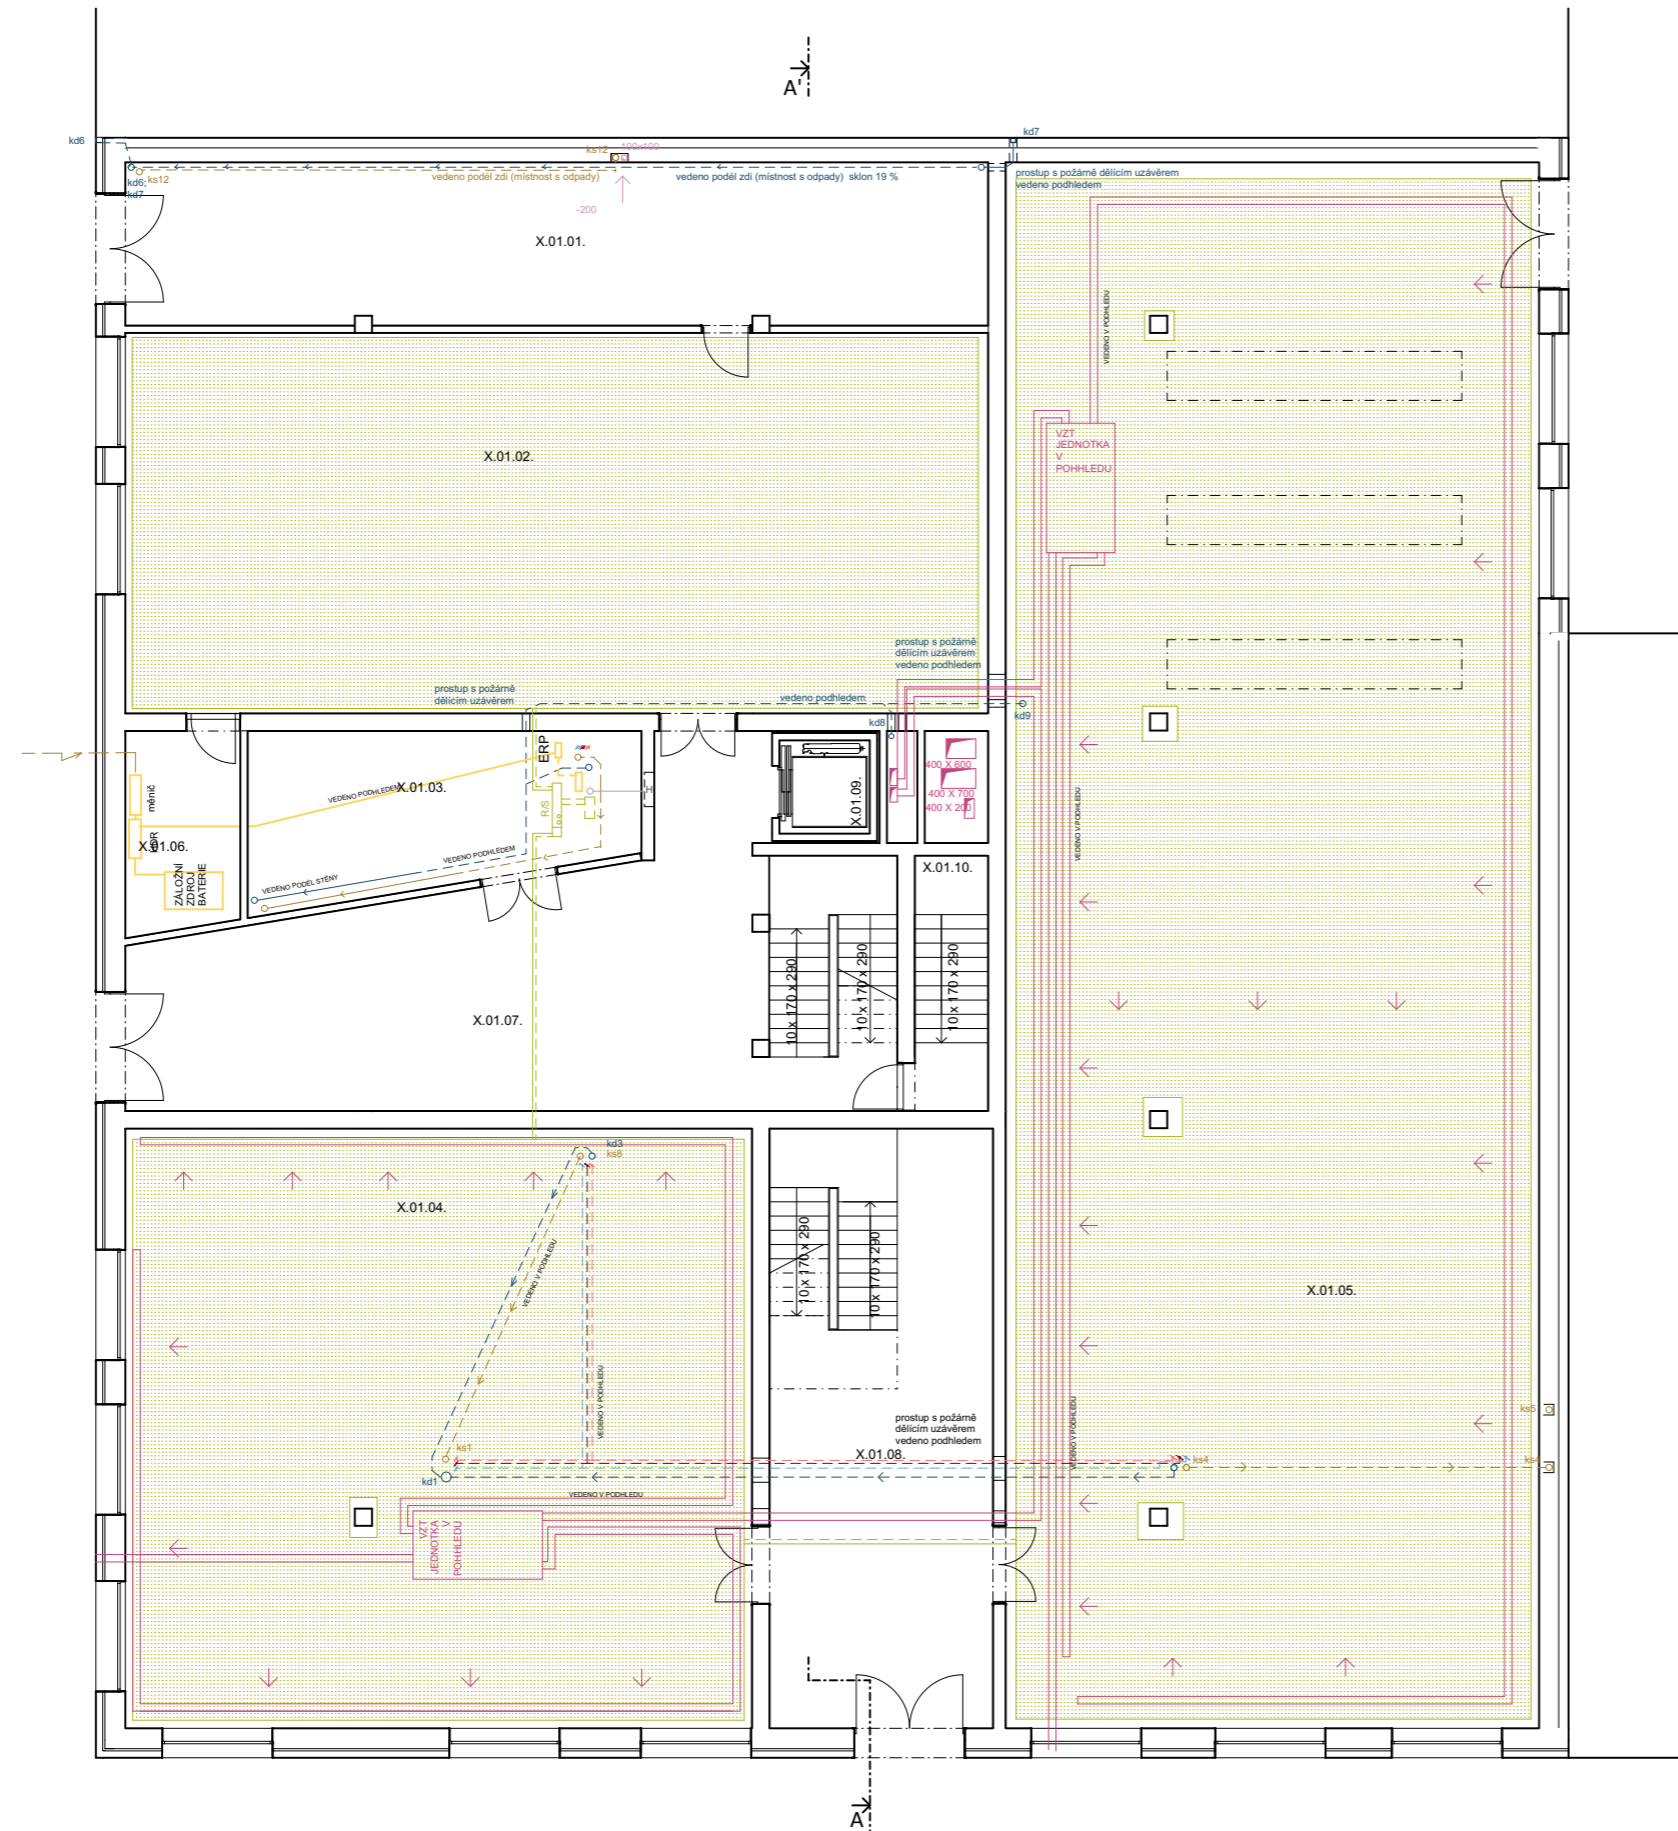 A'
kd6
kd7
ks12
100x100
kd6;
kd7
ks12
vedeno podél zdi (místnost s odpady)
vedeno podél zdi (místnost s odpady) sklon 19 %
prostup s požárně dělícím uzávěrem
vedeno podhledem
-200
X.01.01.
VEDENO V PODHLEDU
VZT
JEDNOTKA
V
POHHLEDU
X.01.02.
prostup s požárně
dělícím uzávěrem
vedeno podhledem
prostup s požárně
dělícím uzávěrem
vedeno podhledem
kd8
kd9
ERP
400 X 600
400 X 700
400 X 200
měnič
VEDENO PODHLEDEM
X.01.03.
H
R/S
X.01.09.
VEDENO V PODHLEDU
X.01.06.
ZÁLOŽNÍ
ZDROJ
BATERIE
VEDENO PODHLEDEM
VEDENO PODÉL STĚNY
X.01.10.
10 x 170 x 290
10 x 170 x 290
10 x 170 x 290
X.01.07.
kd3
ks8
X.01.04.
VEDENO V PODHLEDU
10 x 170 x 290
10 x 170 x 290
X.01.05.
VEDENO V PODHLEDU
VEDENO V PODHLEDU
prostup s požárně
dělícím uzávěrem
vedeno podhledem
X.01.08.
ks5
ks1
ks4
ks4
kd1
VEDENO V PODHLEDU
VZT
JEDNOTKA
V
POHHLEDU
A